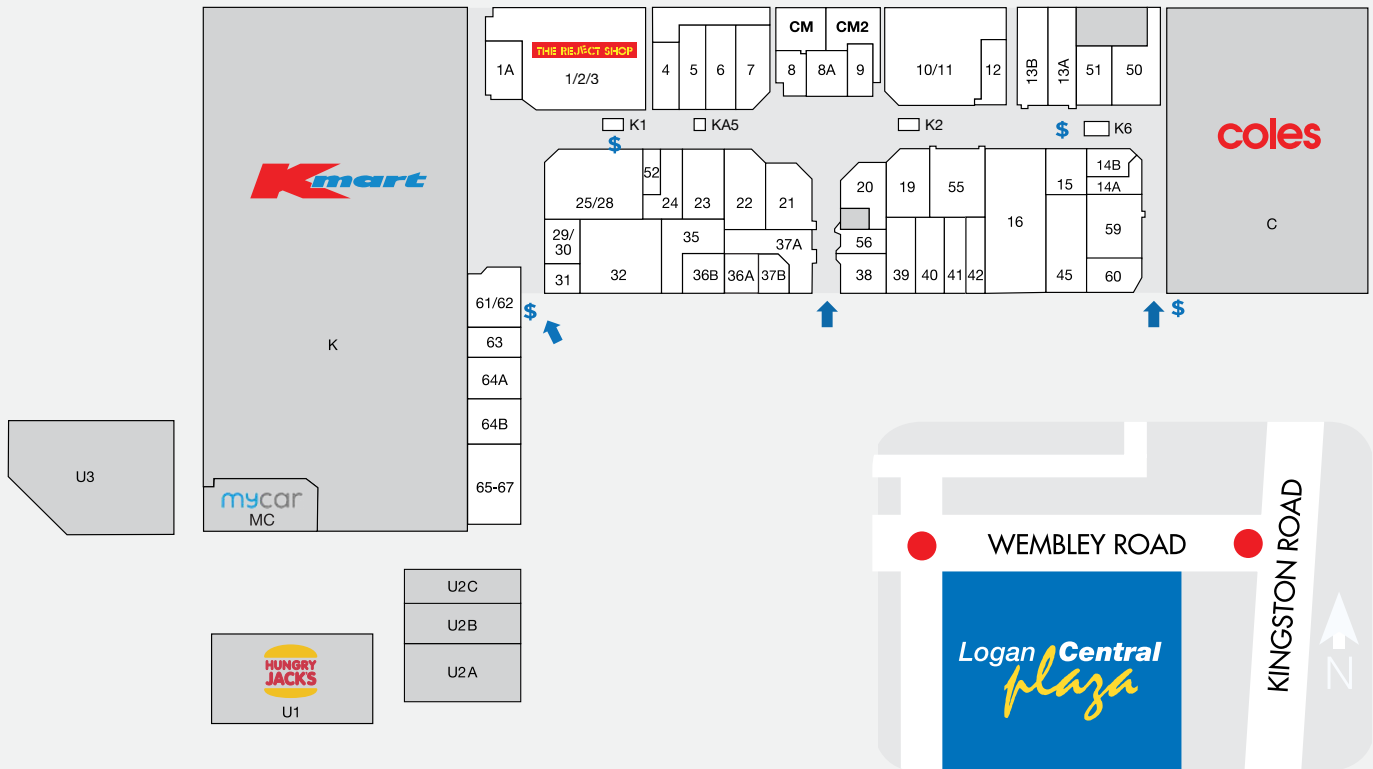 CM
CM2
THE REJECT SHOP
1A
1/2/3
4
5
6
7
8
8A
9
10/11
12
13B
13A
51
50
K1
KA5
K2
$
K6
$
coles
C
Kmart
K
25/28
52
24
23
22
21
20
19
55
16
15
14B
14A
29/
30
35
37A
56
59
31
32
36B
36A
37B
38
39
40
41
42
45
60
61/62
$
$
63
64A
64B
65-67
U3
mycar
MC
U2C
U2B
U2A
HUNGRY
JACK'S
U1
WEMBLEY ROAD
KINGSTON ROAD
Logan Central
plaza
N